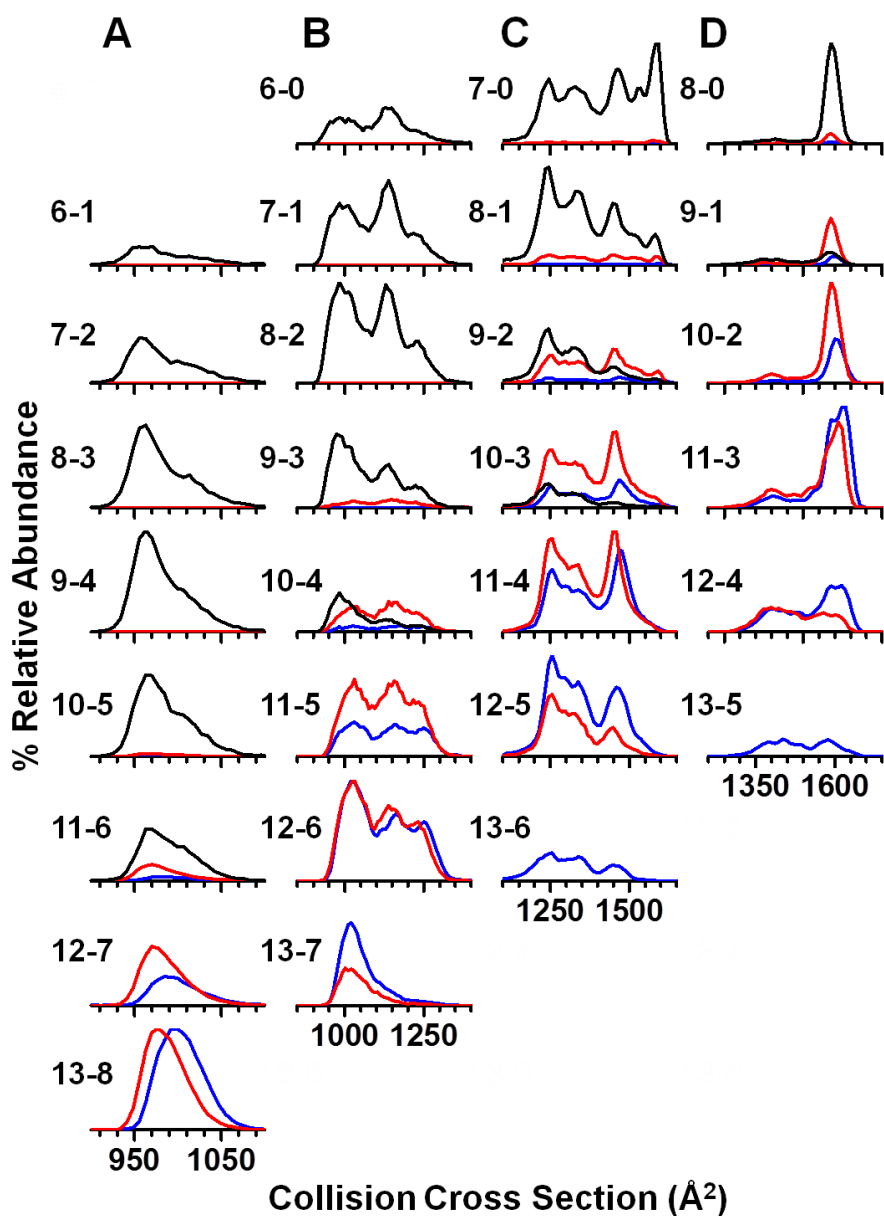 A B C D
6-0 7-0 8-0
6-1 7-1 8-1 9-1
7-2 8-2 9-2 10-2
8-3 9-3 10-3 11-3
9-4 10-4 11-4 12-4
10-5 11-5 12-5 13-5
1350 1600
11-6 12-6 13-6
1250 1500
12-7 13-7
1000 1250
13-8
950 1050
% Relative Abundance
Collision Cross Section (Å²)